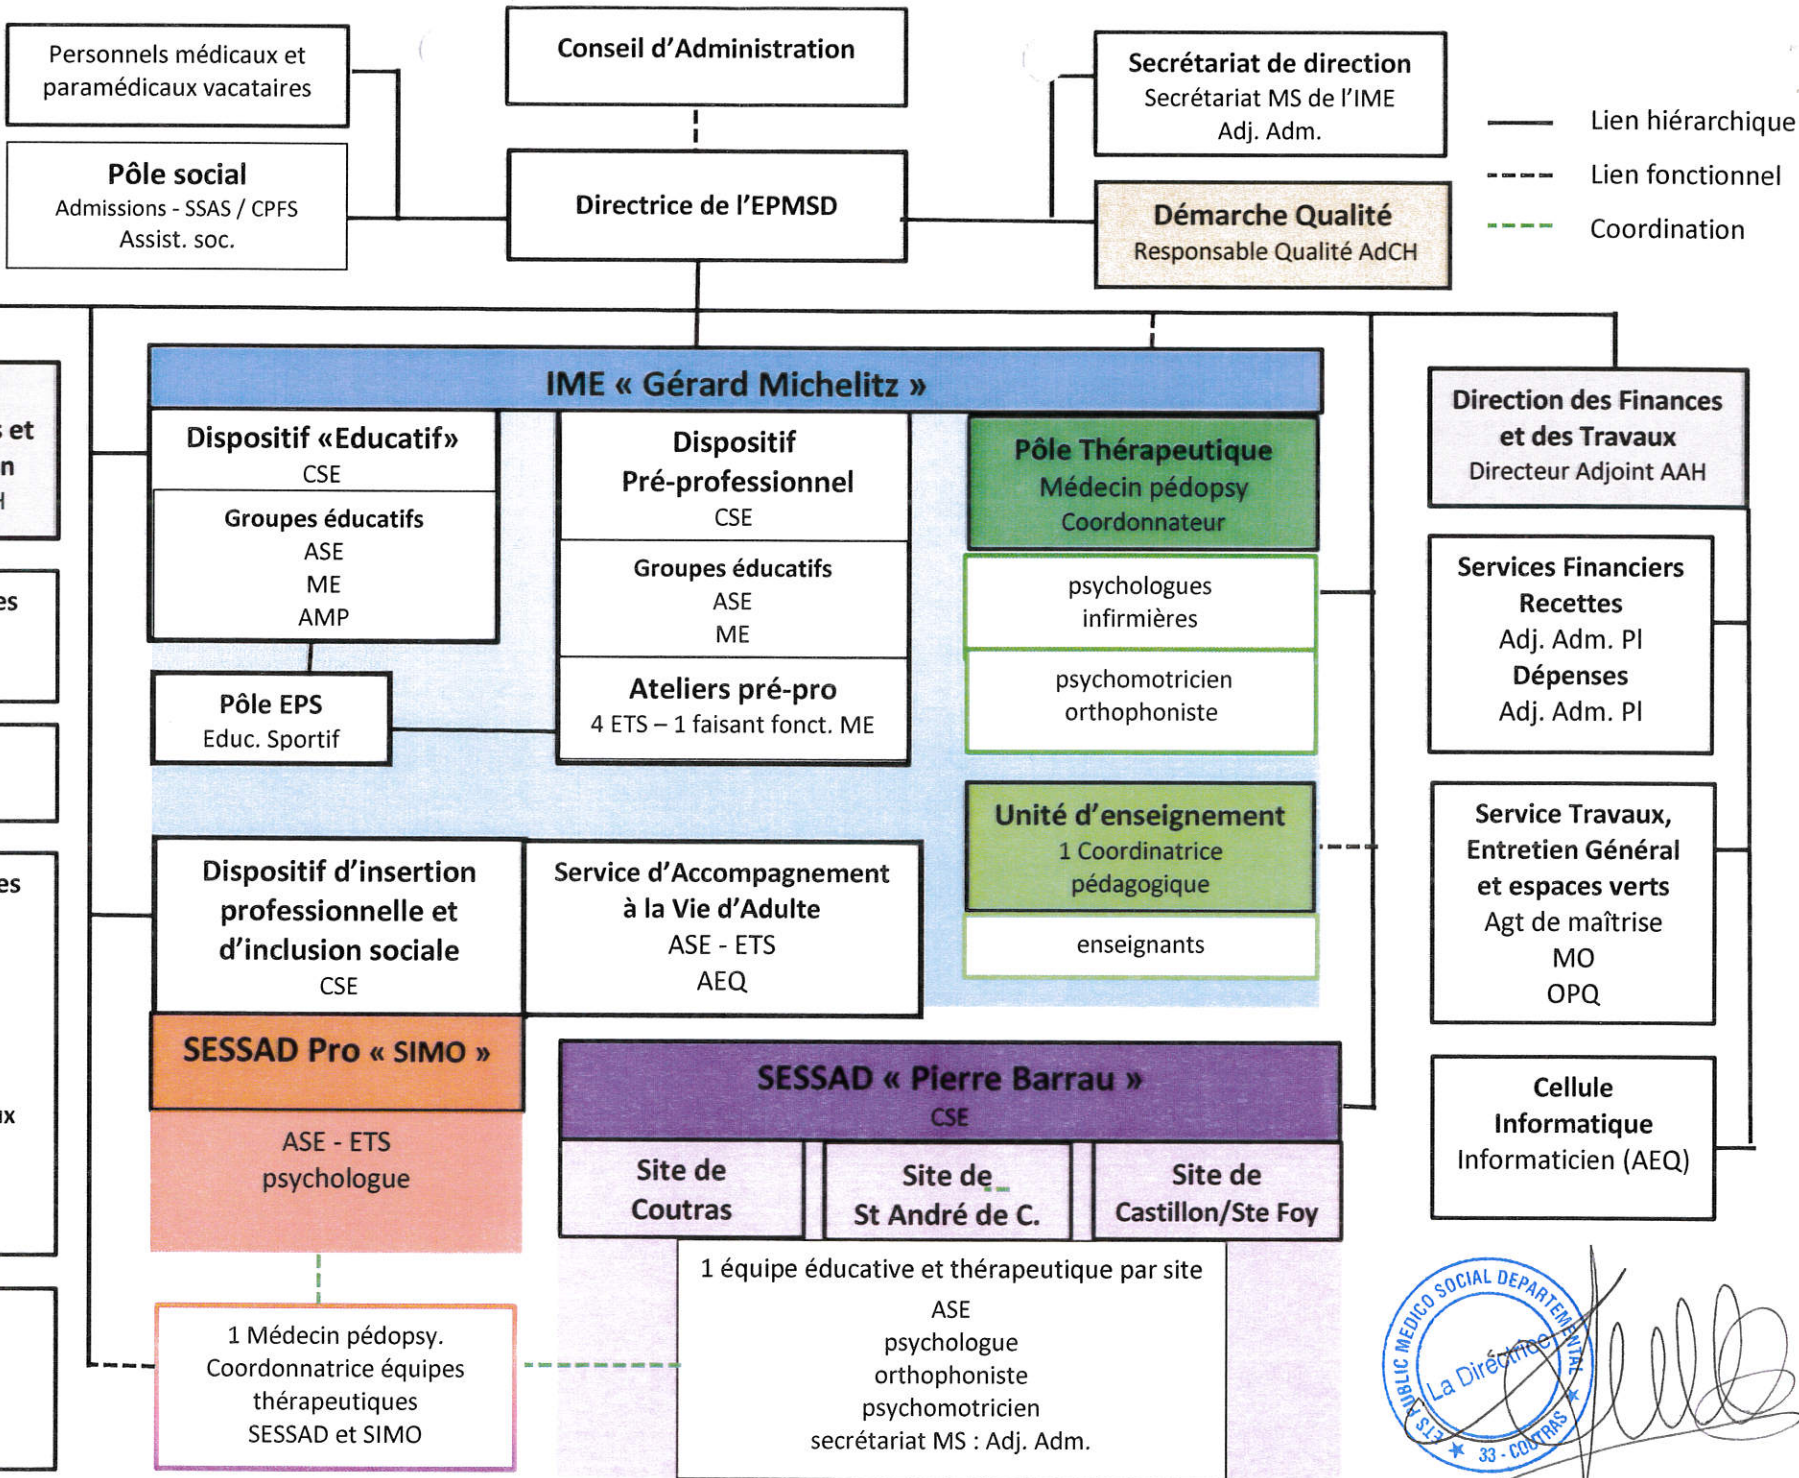 Personnels médicaux et
paramédicaux vacataires
Pôle social
Admissions - SSAS / CPFS
Assist. soc.
Conseil d’Administration
Directrice de l’EPMSD
Secrétariat de direction
Secrétariat MS de l’IME
Adj. Adm.
Démarche Qualité
Responsable Qualité AdCH
Lien hiérarchique
Lien fonctionnel
Coordination
s et
n
H
es
es
ux
IME « Gérard Michelitz »
Dispositif «Educatif»
CSE
Groupes éducatifs
ASE
ME
AMP
Pôle EPS
Educ. Sportif
Dispositif
Pré-professionnel
CSE
Groupes éducatifs
ASE
ME
Ateliers pré-pro
4 ETS – 1 faisant fonct. ME
Pôle Thérapeutique
Médecin pédopsy
Coordonnateur
psychologues
infirmières
psychomotricien
orthophoniste
Unité d’enseignement
1 Coordinatrice
pédagogique
enseignants
Dispositif d’insertion
professionnelle et
d’inclusion sociale
CSE
Service d’Accompagnement
à la Vie d’Adulte
ASE - ETS
AEQ
SESSAD Pro « SIMO »
ASE - ETS
psychologue
1 Médecin pédopsy.
Coordonnatrice équipes
thérapeutiques
SESSAD et SIMO
SESSAD « Pierre Barrau »
CSE
Site de
Coutras
Site de
St André de C.
Site de
Castillon/Ste Foy
1 équipe éducative et thérapeutique par site
ASE
psychologue
orthophoniste
psychomotricien
secrétariat MS : Adj. Adm.
Direction des Finances
et des Travaux
Directeur Adjoint AAH
Services Financiers
Recettes
Adj. Adm. Pl
Dépenses
Adj. Adm. Pl
Service Travaux,
Entretien Général
et espaces verts
Agt de maîtrise
MO
OPQ
Cellule
Informatique
Informaticien (AEQ)
ETS PUBLIC MEDICO SOCIAL DEPARTEMENTAL
La Directrice
33 - COUTRAS